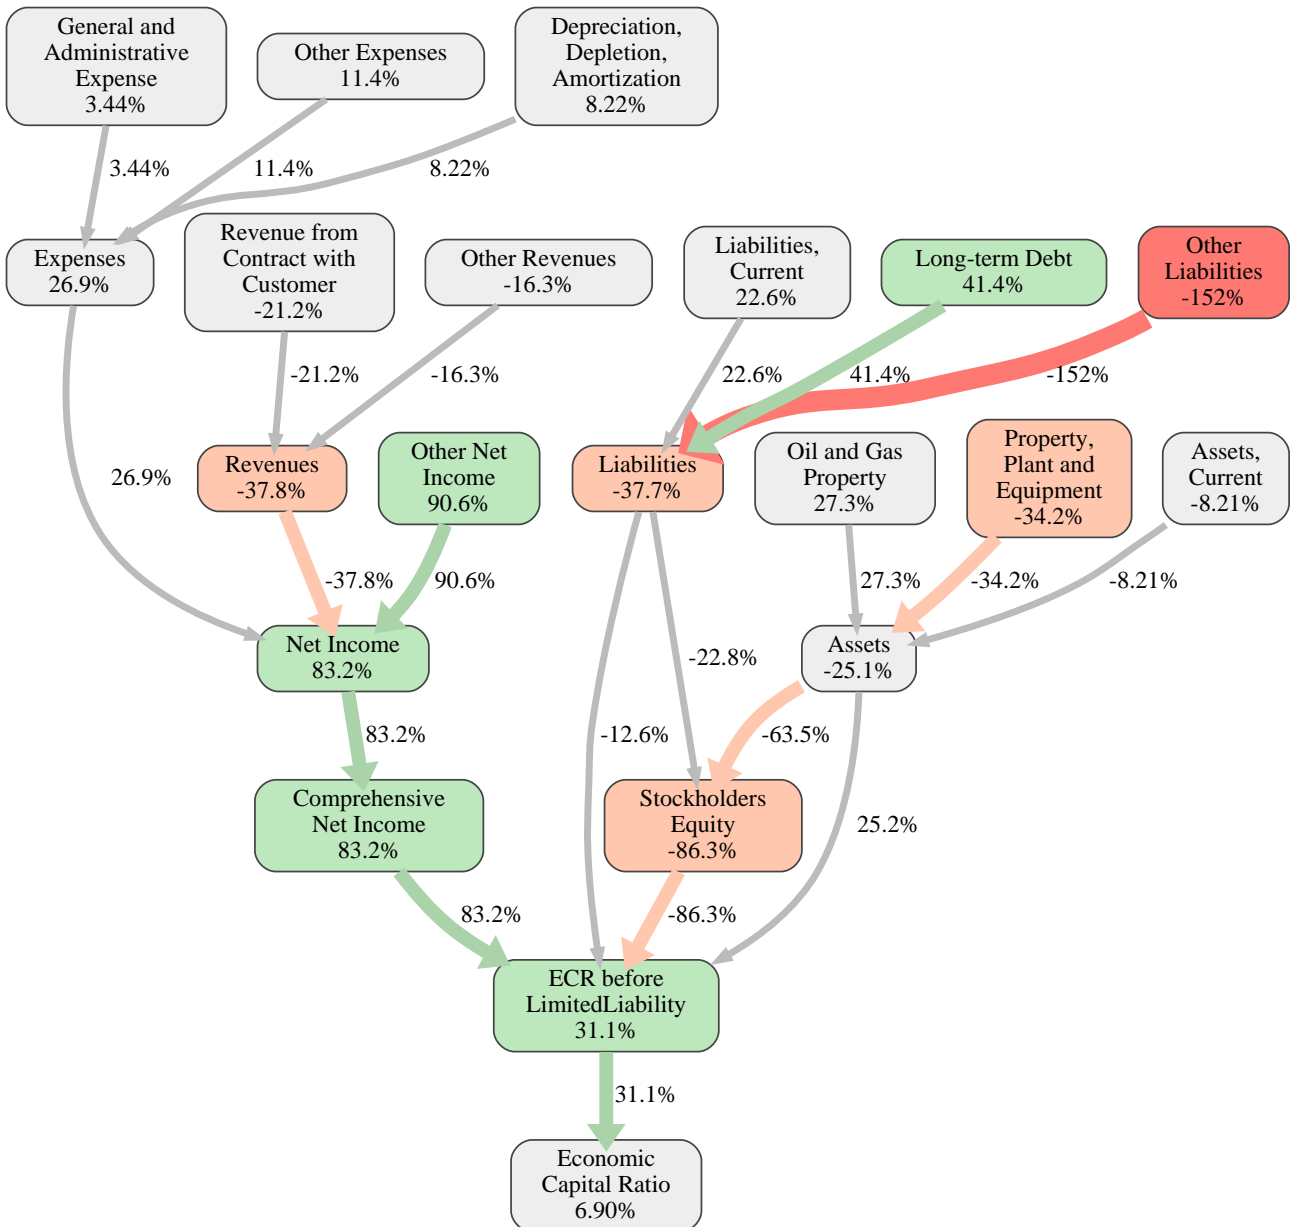 General and
Administrative
Expense
3.44%
Other Expenses
11.4%
Depreciation,
Depletion,
Amortization
8.22%
3.44%
11.4%
8.22%
Expenses
26.9%
Revenue from
Contract with
Customer
-21.2%
Other Revenues
-16.3%
Liabilities,
Current
22.6%
Long-term Debt
41.4%
Other
Liabilities
-152%
-21.2%
-16.3%
22.6%
41.4%
-152%
26.9%
Revenues
-37.8%
Other Net
Income
90.6%
Liabilities
-37.7%
Oil and Gas
Property
27.3%
Property,
Plant and
Equipment
-34.2%
Assets,
Current
-8.21%
-37.8%
90.6%
27.3%
-34.2%
-8.21%
Net Income
83.2%
-22.8%
Assets
-25.1%
83.2%
-12.6%
-63.5%
Comprehensive
Net Income
83.2%
Stockholders
Equity
-86.3%
25.2%
83.2%
-86.3%
ECR before
LimitedLiability
31.1%
31.1%
Economic
Capital Ratio
6.90%